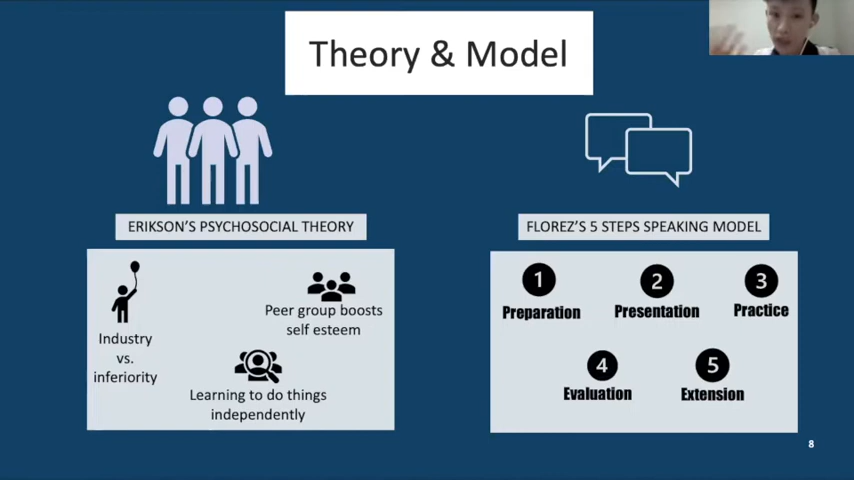 Theory & Model
ERIKSON'S PSYCHOSOCIAL THEORY
Industry
vs.
inferiority
Peer group boosts
self esteem
Learning to do things
independently
FLOREZ'S 5 STEPS SPEAKING MODEL
1
Preparation
2
Presentation
3
Practice
4
Evaluation
5
Extension
8